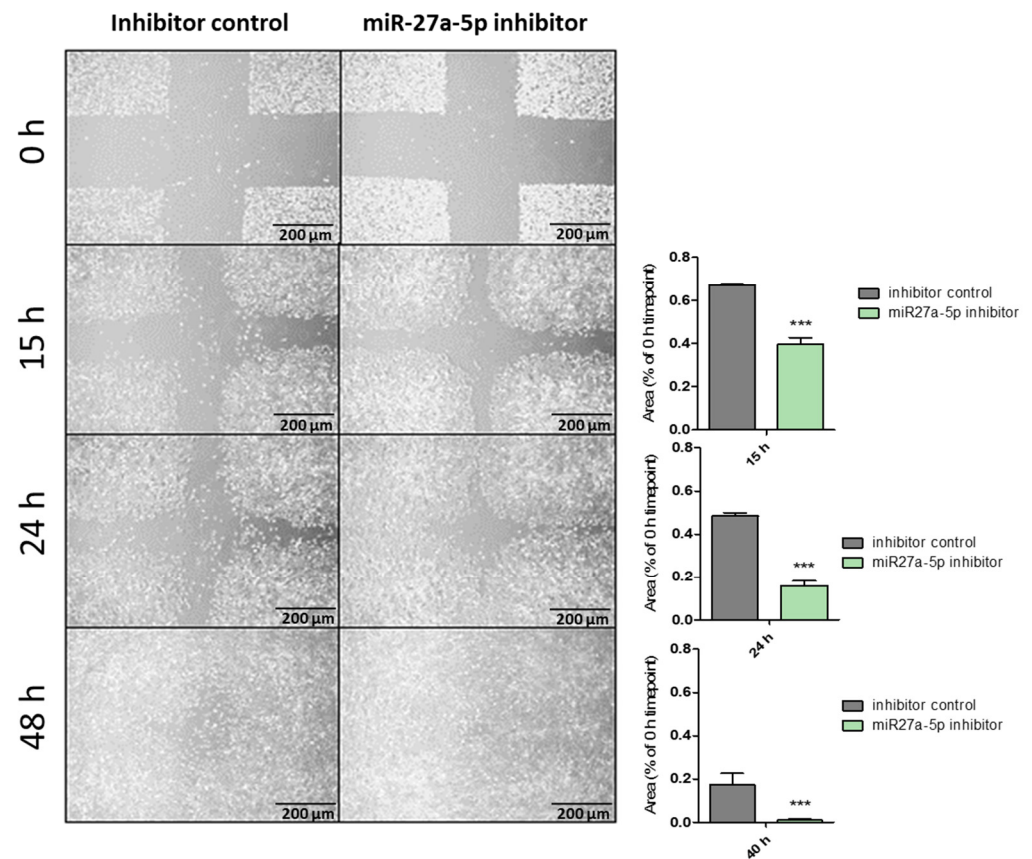 Inhibitor control miR-27a-5p inhibitor
0 h
200 µm 200 µm
15 h
200 µm 200 µm
24 h
200 µm 200 µm
48 h
200 µm 200 µm
Area (% of 0 h timepoint)
0.8
0.6
0.4
0.2
0.0
***
15 h
inhibitor control
miR27a-5p inhibitor
Area (% of 0 h timepoint)
0.8
0.6
0.4
0.2
0.0
***
24 h
inhibitor control
miR27a-5p inhibitor
Area (% of 0 h timepoint)
0.8
0.6
0.4
0.2
0.0
***
40 h
inhibitor control
miR27a-5p inhibitor